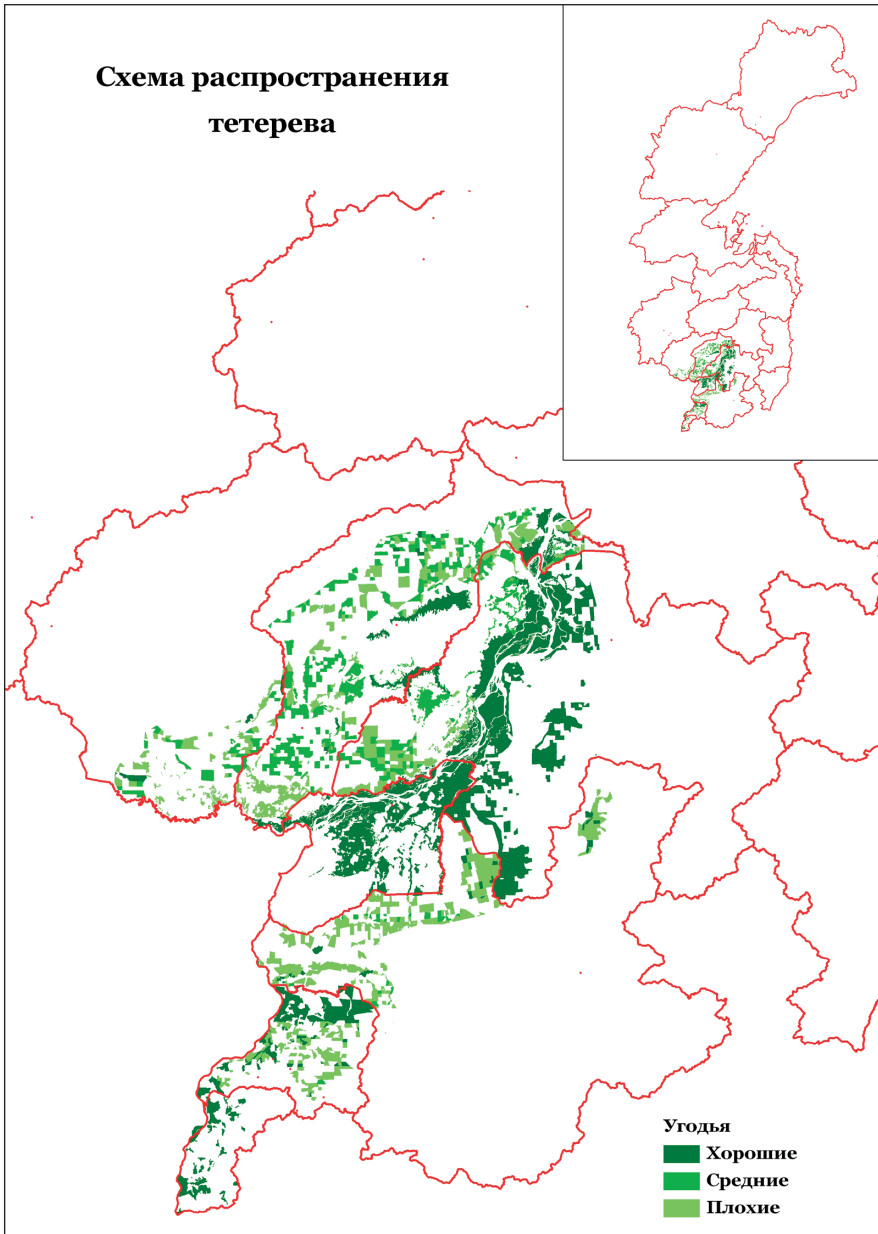 Схема распространения
тетерева
Угодья
Хорошие
Средние
Плохие